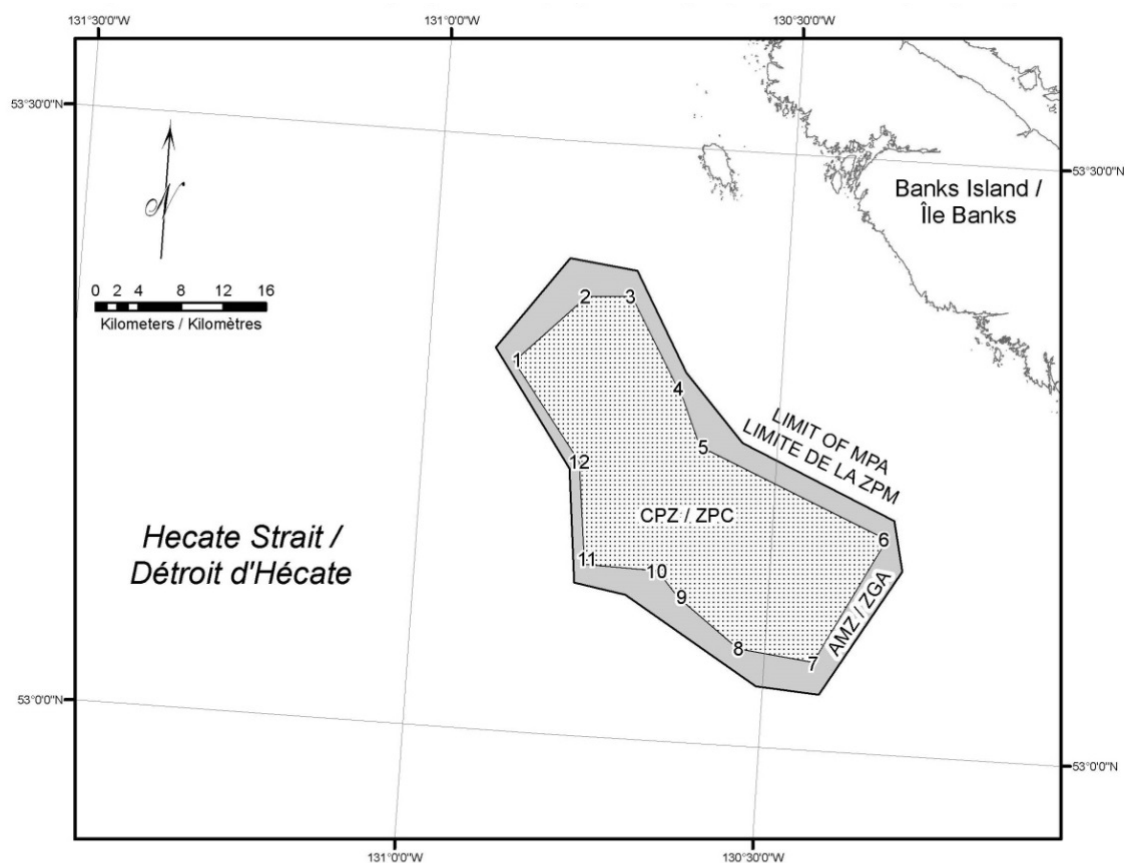 131°30'0"W
131°0'0"W
130°30'0"W
53°30'0"N
53°30'0"N
N
Banks Island /
Île Banks
0 2 4 8 12 16
Kilometers / Kilomètres
1
2
3
4
5
LIMIT OF MPA
LIMITE DE LA ZPM
12
CPZ / ZPC
6
Hecate Strait /
Détroit d'Hécate
11
10
9
8
7
AMZ / ZGA
53°0'0"N
53°0'0"N
131°0'0"W
130°30'0"W